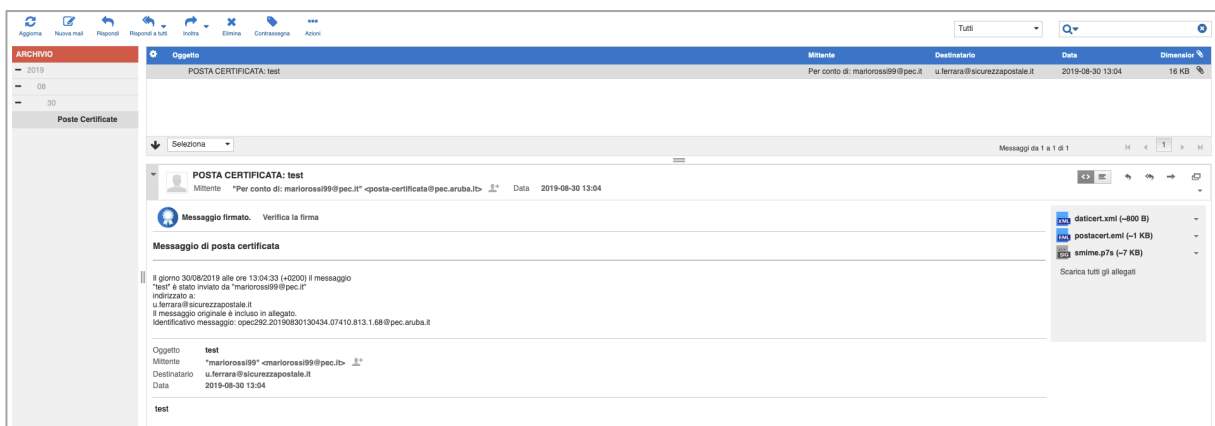 Aggiorna Nuova mail Rispondi Rispondi a tutti Inoltra Elimina Contrassegna Azioni Tutti
ARCHIVIO
2019
08
30
Poste Certificate
Oggetto Mittente Destinatario Data Dimension
POSTA CERTIFICATA: test Per conto di: mariorossi99@pec.it u.ferrara@sicurezzapostale.it 2019-08-30 13:04 16 KB
Seleziona Messaggi da 1 a 1 di 1 1
POSTA CERTIFICATA: test
Mittente "Per conto di: mariorossi99@pec.it" <posta-certificata@pec.aruba.it> Data 2019-08-30 13:04
Messaggio firmato. Verifica la firma
Messaggio di posta certificata
Il giorno 30/08/2019 alle ore 13:04:33 (+0200) il messaggio
"test" è stato inviato da "mariorossi99@pec.it"
indirizzato a:
u.ferrara@sicurezzapostale.it
Il messaggio originale è incluso in allegato.
Identificativo messaggio: opec292.20190830130434.07410.813.1.68@pec.aruba.it
Oggetto test
Mittente "mariorossi99" <mariorossi99@pec.it>
Destinatario u.ferrara@sicurezzapostale.it
Data 2019-08-30 13:04
test
XML daticert.xml (~800 B)
EML postacert.eml (~1 KB)
SIG smime.p7s (~7 KB)
Scarica tutti gli allegati